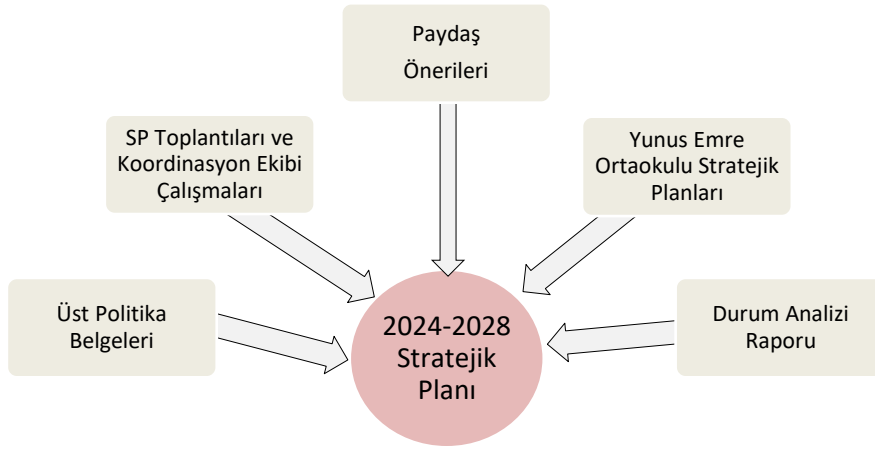 Paydaş
Önerileri
SP Toplantıları ve
Koordinasyon Ekibi
Çalışmaları
Yunus Emre
Ortaokulu Stratejik
Planları
Üst Politika
Belgeleri
2024-2028
Stratejik
Planı
Durum Analizi
Raporu